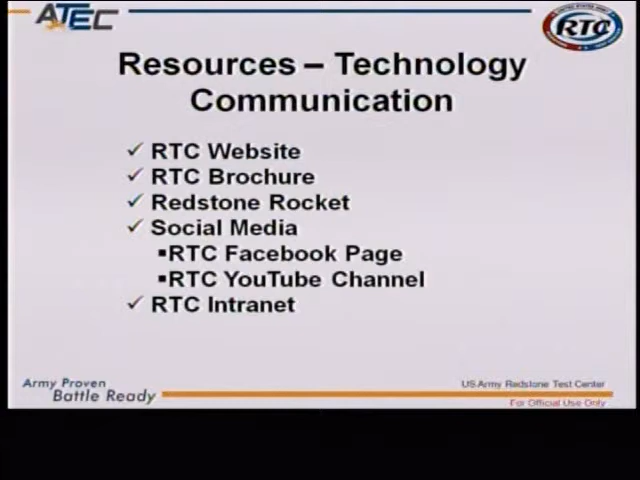 ATEC
RTC
Resources – Technology
Communication
✓ RTC Website
✓ RTC Brochure
✓ Redstone Rocket
✓ Social Media
▪RTC Facebook Page
▪RTC YouTube Channel
✓ RTC Intranet
Army Proven
Battle Ready
US Army Redstone Test Center
For Official Use Only